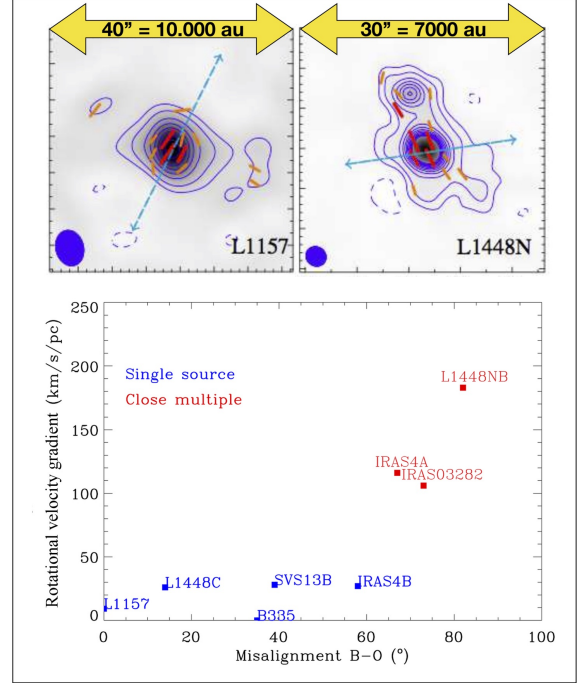 40” = 10.000 au
30” = 7000 au
L1157
L1448N
250
200
150
100
50
0
Rotational velocity gradient (km/s/pc)
Single source
Close multiple
L1448NB
IRAS4A
IRAS03282
L1448C
SVS13B
IRAS4B
L1157
B335
0 20 40 60 80 100
Misalignment B-O (°)